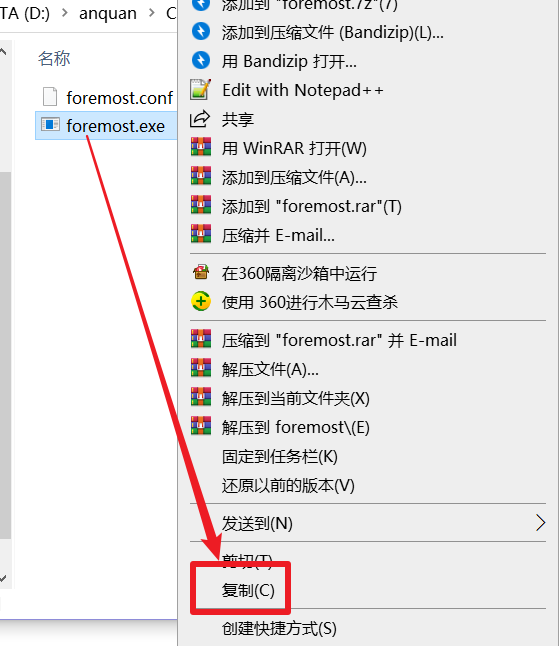 TA (D:) > anquan > C
名称
foremost.conf
foremost.exe
添加到 "foremost.7z"(7)
添加到压缩文件 (Bandizip)(L)...
用 Bandizip 打开...
Edit with Notepad++
共享
用 WinRAR 打开(W)
添加到压缩文件(A)...
添加到 "foremost.rar"(T)
压缩并 E-mail...
在360隔离沙箱中运行
使用 360进行木马云查杀
压缩到 "foremost.rar" 并 E-mail
解压文件(A)...
解压到当前文件夹(X)
解压到 foremost\(E)
固定到任务栏(K)
还原以前的版本(V)
发送到(N)
剪切(T)
复制(C)
创建快捷方式(S)